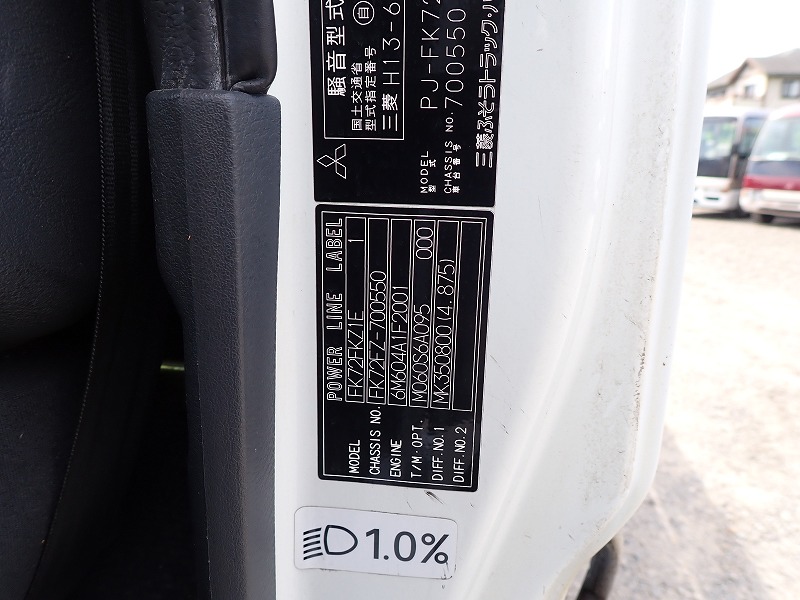 騒音型式
自
国土交通省
型式指定番号
三菱 H13-6
MODEL
型式
PJ-FK72
CHASSIS NO.
車台番号
700550
三菱ふそうトラック・バ
POWER LINE LABEL
MODEL FK72FKZ1E 1
CHASSIS NO. FK72FZ-700550
ENGINE 6M604A1F2001
T/M·OPT. M060S6A095 000
DIFF.NO.1 MK350800(4.875)
DIFF.NO.2
1.0%